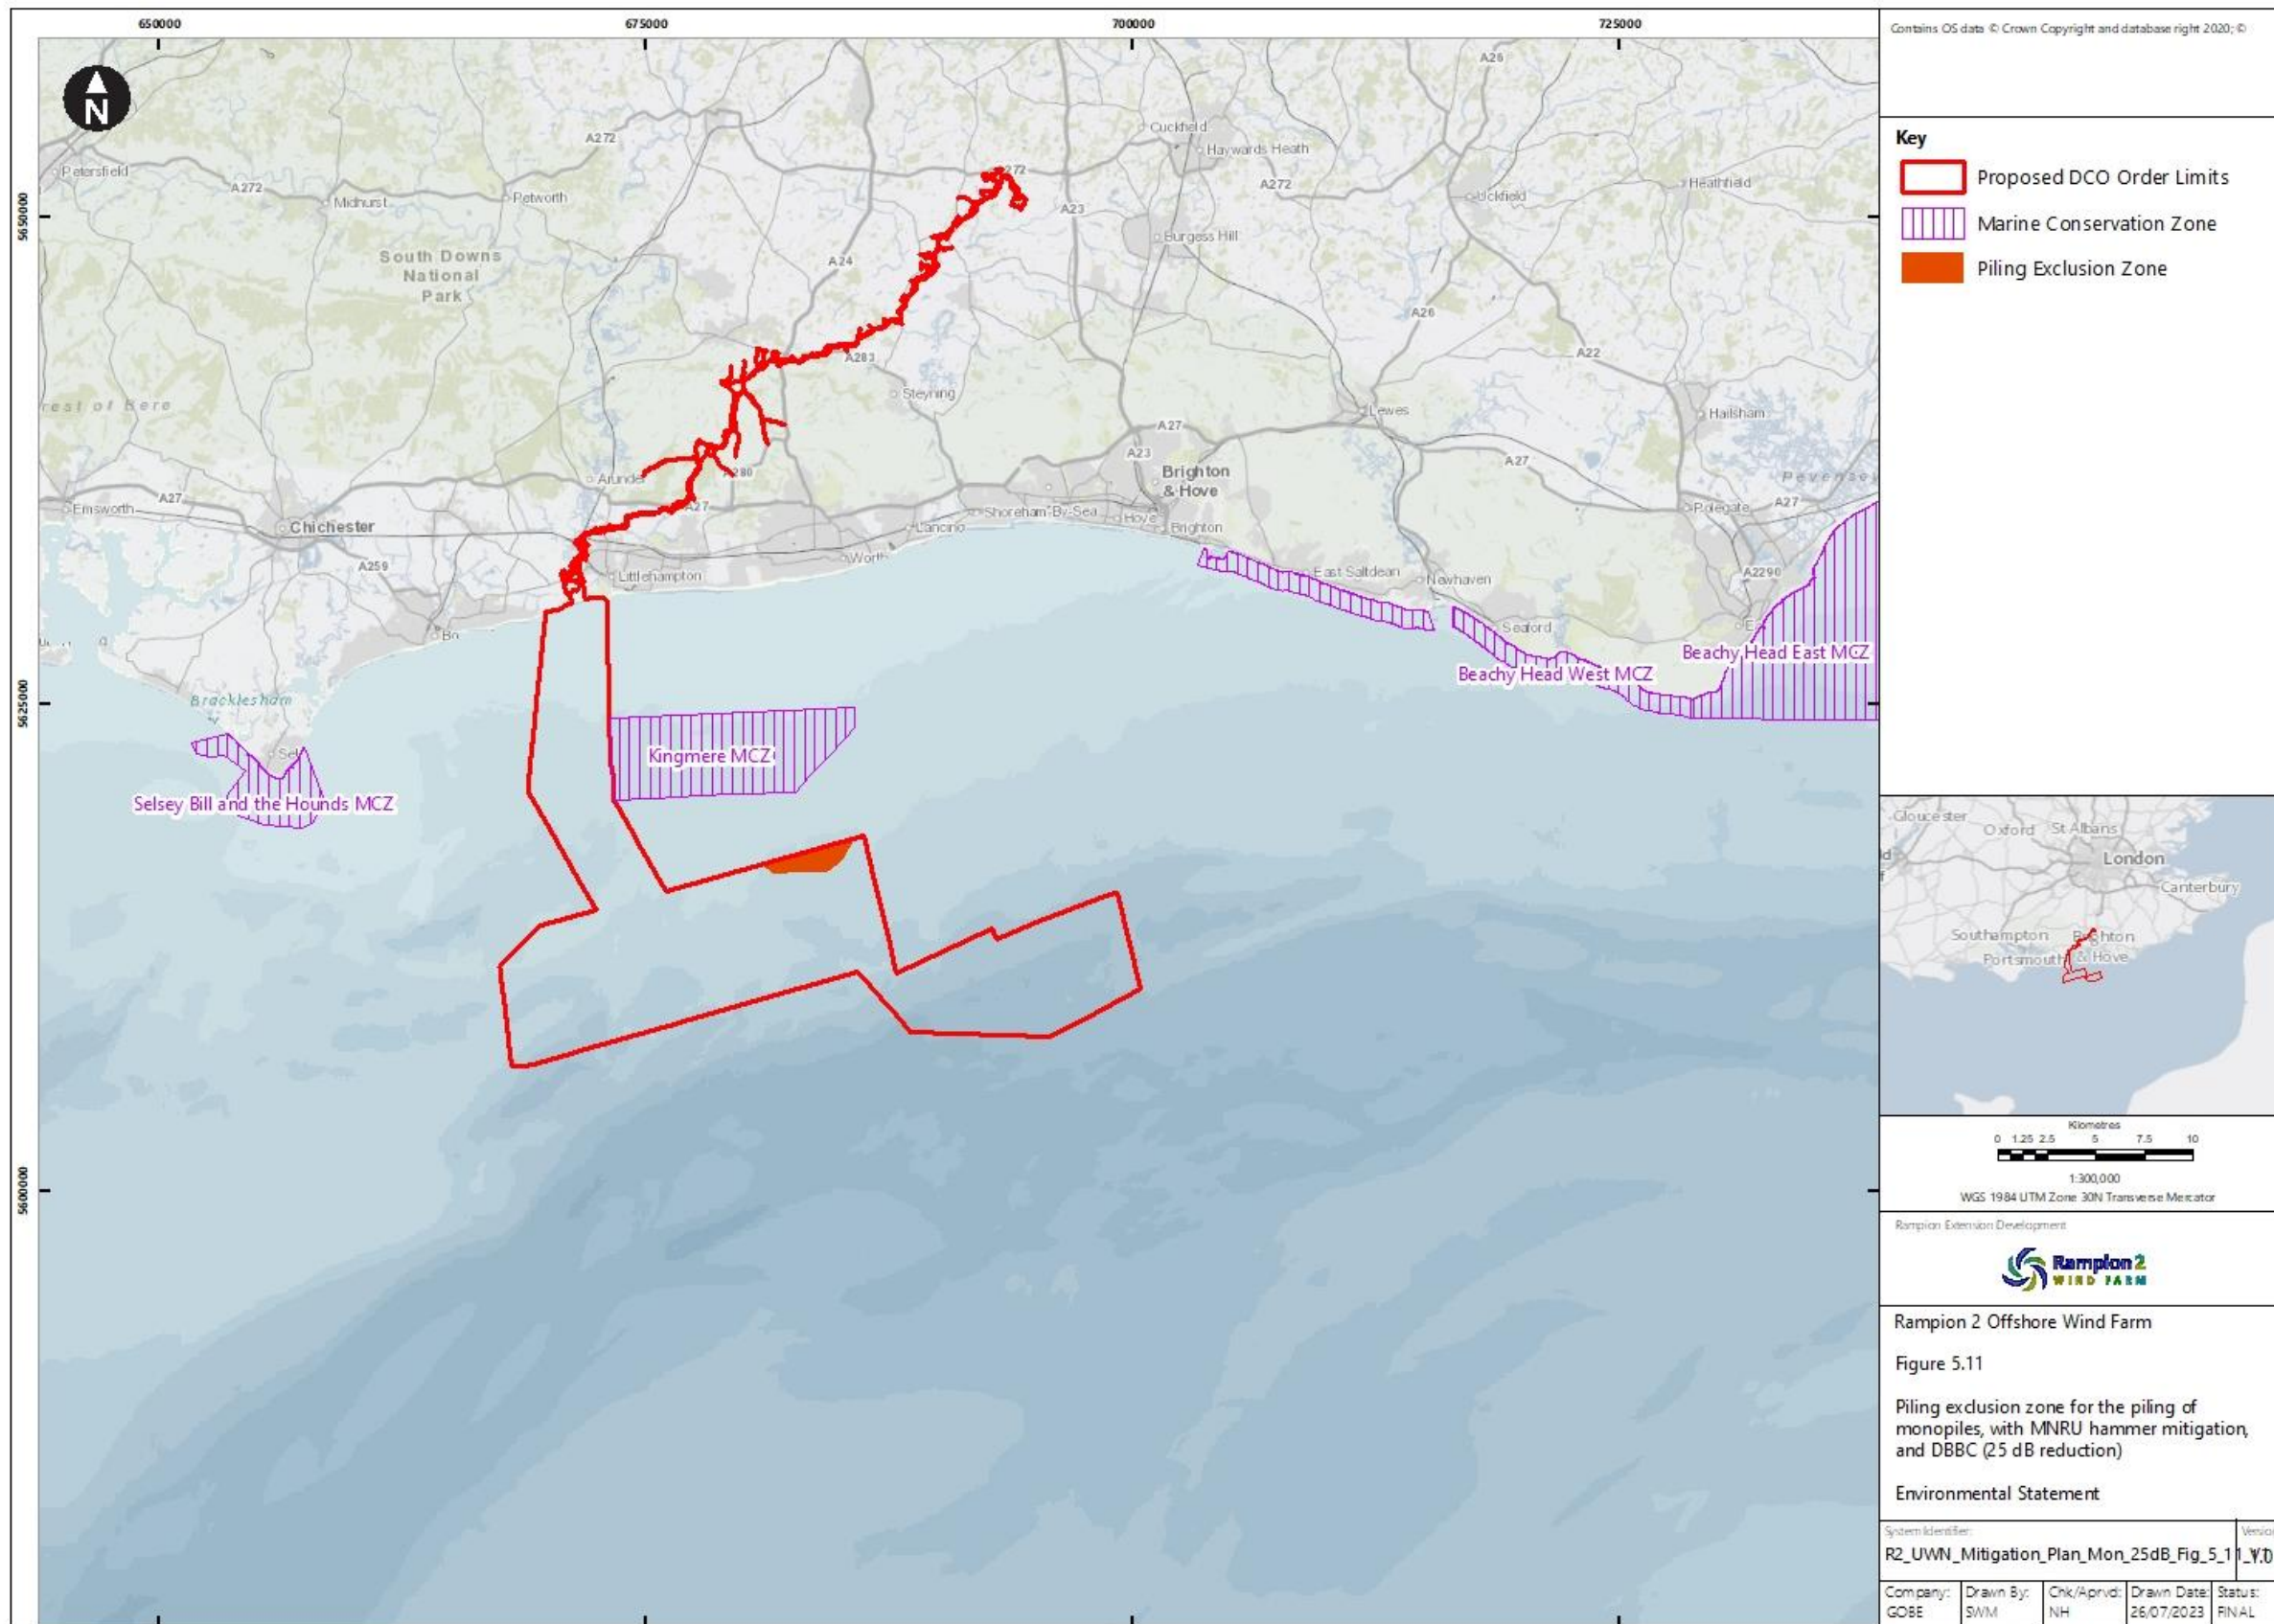 650000
675000
700000
725000
5650000
5625000
5600000
N
Petersfield
A272
Midhurst
Petworth
A272
South Downs
National
Park
A24
A272
Cuckfield
Haywards Heath
A272
A23
Burgess Hill
A26
Uckfield
Heathfield
A26
A22
A283
Steyning
Lewes
Hailsham
A27
A23
Brighton
& Hove
A27
A27
Polegate
Arundel
A280
A27
Emsworth
A27
Chichester
A259
Littlehampton
Worth
Lancing
Shoreham-By-Sea
Hove
Brighton
East Saltdean
Newhaven
Seaford
A2290
Bracklesham
Selsey Bill and the Hounds MCZ
Kingmere MCZ
Beachy Head West MCZ
Beachy Head East MCZ
Contains OS data © Crown Copyright and database right 2020; ©
Key
Proposed DCO Order Limits
Marine Conservation Zone
Piling Exclusion Zone
Gloucester
Oxford
St Albans
London
Canterbury
Southampton
Portsmouth
& Hove
Kilometres
0 1.25 2.5 5 7.5 10
1:300,000
WGS 1984 UTM Zone 30N Transverse Mercator
Rampion Extension Development
Rampion 2
WIND FARM
Rampion 2 Offshore Wind Farm
Figure 5.11
Piling exclusion zone for the piling of
monopiles, with MNRU hammer mitigation,
and DBBC (25 dB reduction)
Environmental Statement
System Identifier:
R2_UWN_Mitigation_Plan_Mon_25dB_Fig_5_11
Company: Drawn By: Chk/Aprvd: Drawn Date: Status:
GOBE SWM NH 26/07/2023 FINAL